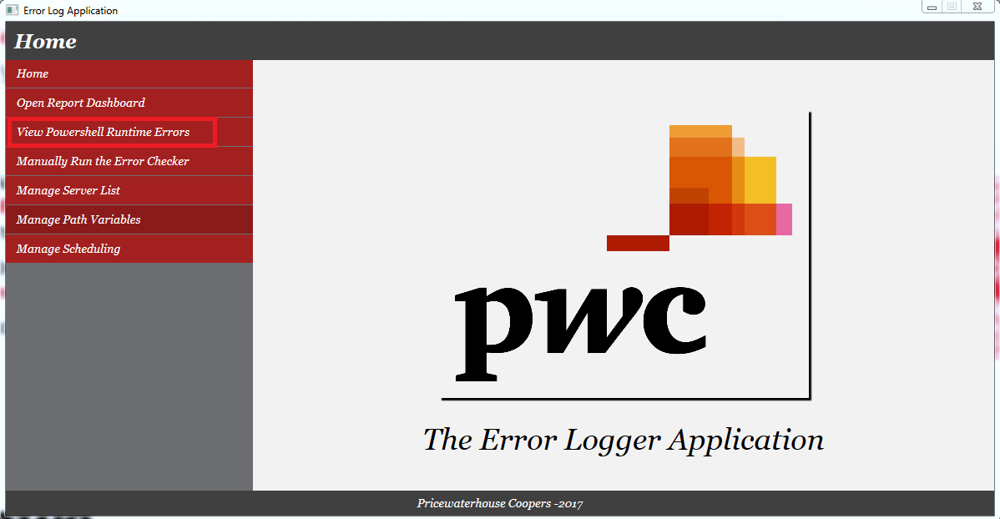 Error Log Application
Home
Home
Open Report Dashboard
View Powershell Runtime Errors
Manually Run the Error Checker
Manage Server List
Manage Path Variables
Manage Scheduling
pwc
The Error Logger Application
Pricewaterhouse Coopers -2017